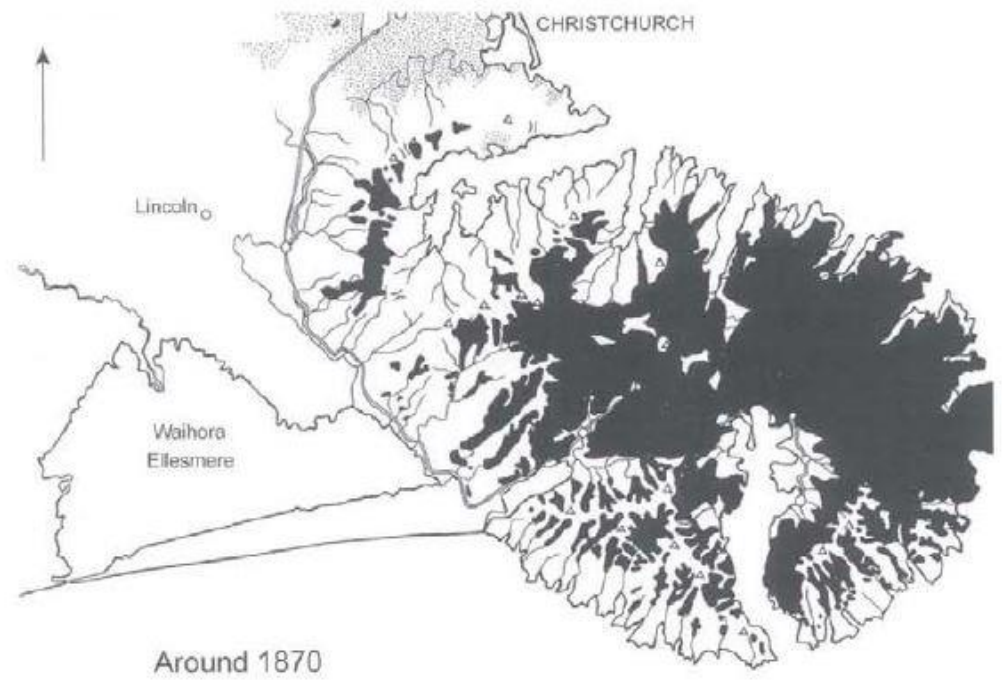 CHRISTCHURCH
Lincoln
Waihora
Ellesmere
Around 1870